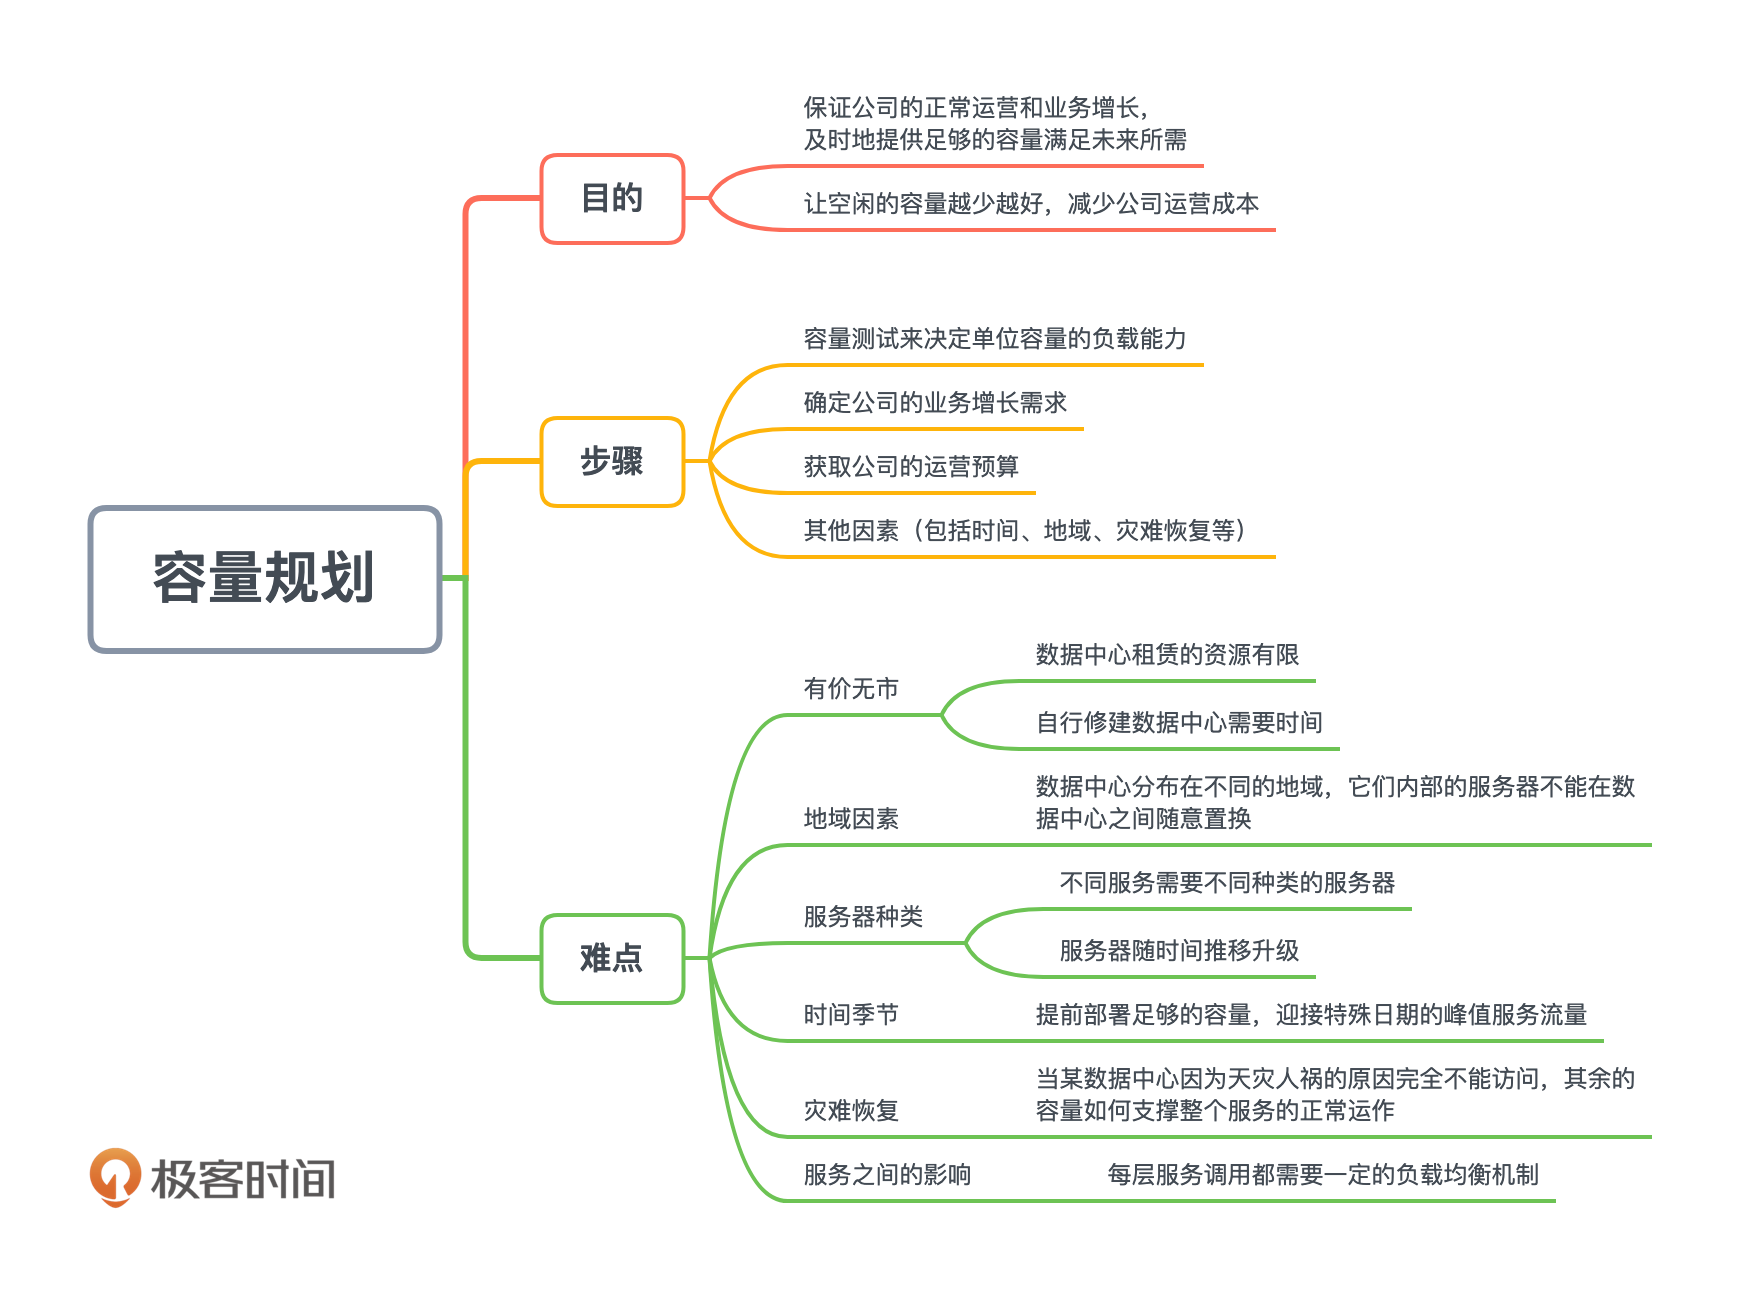 容量规划
目的
保证公司的正常运营和业务增长，
及时地提供足够的容量满足未来所需
让空闲的容量越少越好，减少公司运营成本
步骤
容量测试来决定单位容量的负载能力
确定公司的业务增长需求
获取公司的运营预算
其他因素（包括时间、地域、灾难恢复等）
难点
有价无市
数据中心租赁的资源有限
自行修建数据中心需要时间
地域因素
数据中心分布在不同的地域，它们内部的服务器不能在数
据中心之间随意置换
服务器种类
不同服务需要不同种类的服务器
服务器随时间推移升级
时间季节
提前部署足够的容量，迎接特殊日期的峰值服务流量
灾难恢复
当某数据中心因为天灾人祸的原因完全不能访问，其余的
容量如何支撑整个服务的正常运作
服务之间的影响
每层服务调用都需要一定的负载均衡机制
极客时间